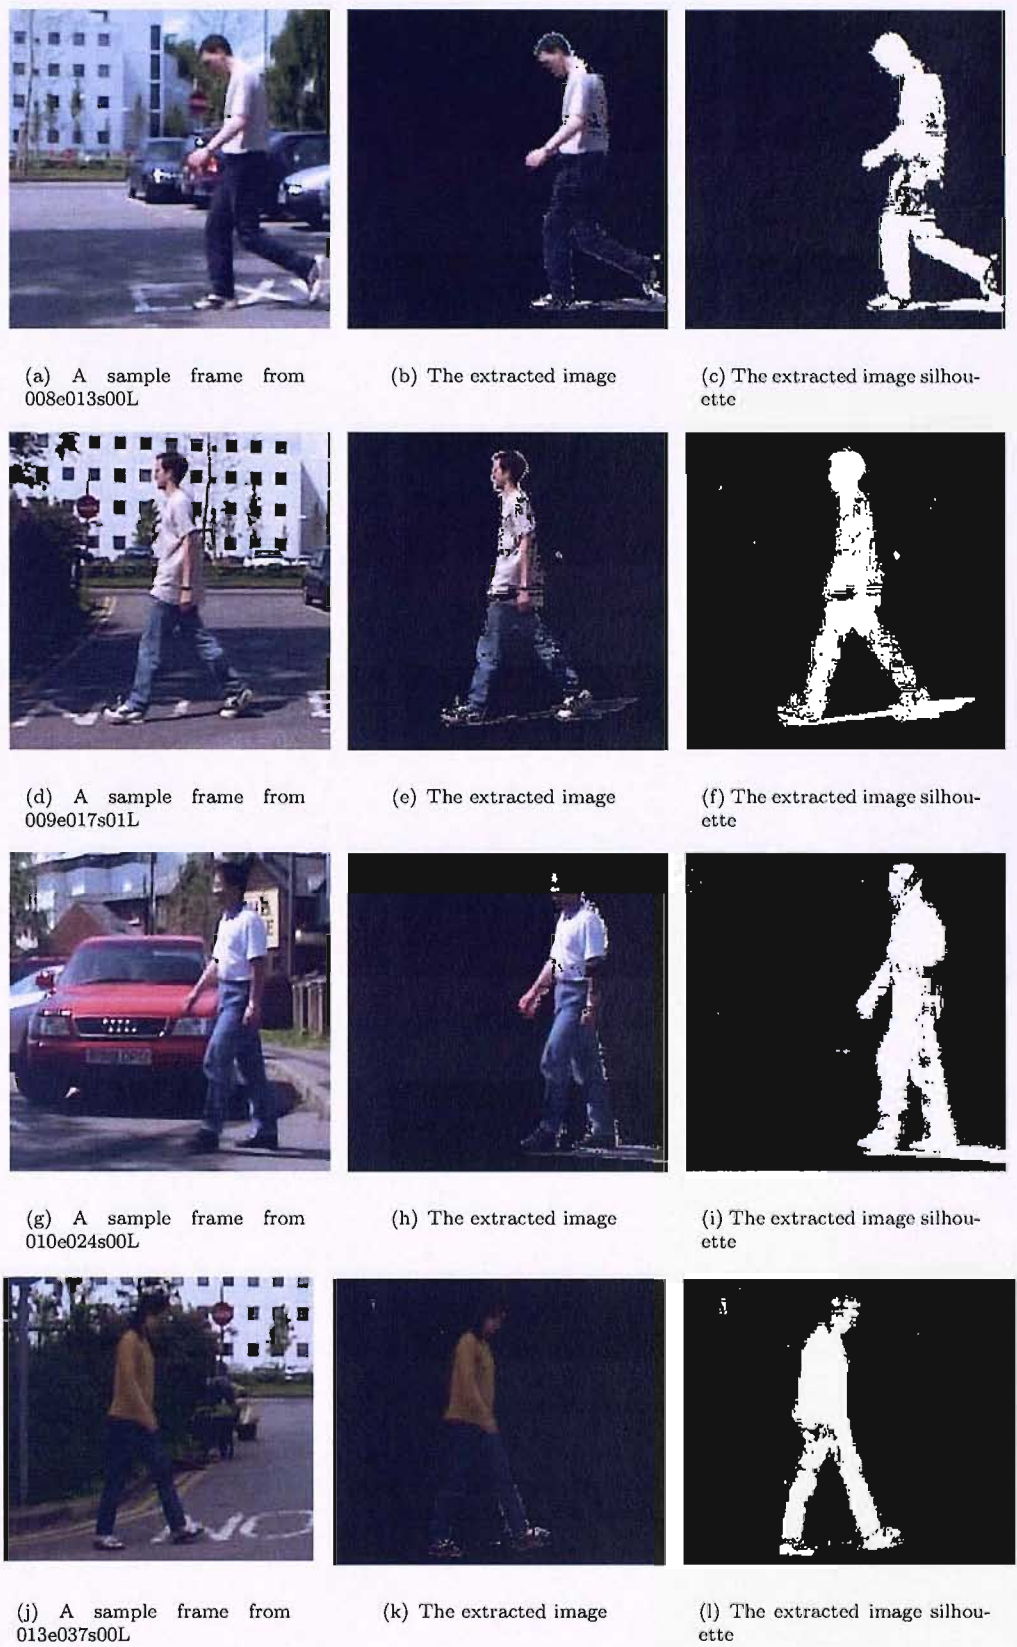 (a) A sample frame from
008e013s00L
(b) The extracted image
(c) The extracted image silhou-
ette
(d) A sample frame from
009e017s01L
(e) The extracted image
(f) The extracted image silhou-
ette
(g) A sample frame from
010e024s00L
(h) The extracted image
(i) The extracted image silhou-
ette
NO
(j) A sample frame from
013e037s00L
(k) The extracted image
(l) The extracted image silhou-
ette